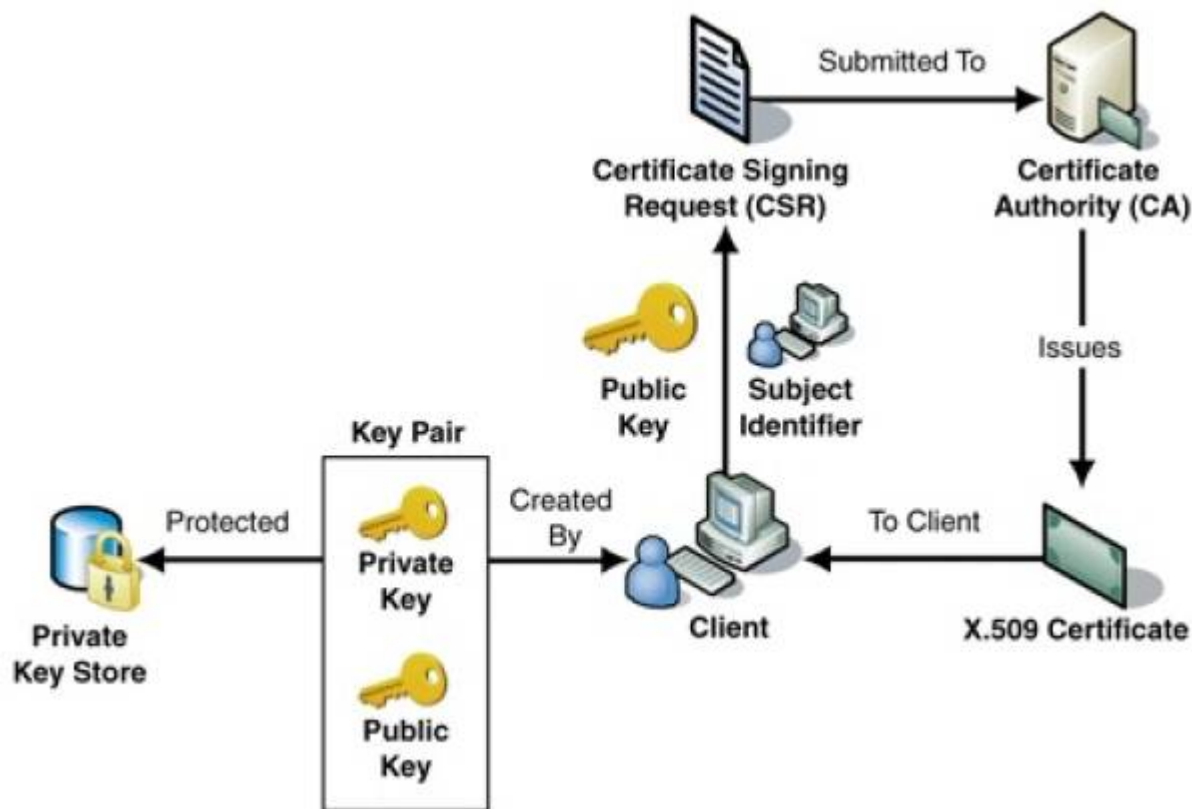 Submitted To
Certificate Signing
Request (CSR)
Certificate
Authority (CA)
Public
Key
Subject
Identifier
Issues
Key Pair
Protected
Private
Key
Public
Key
Created
By
To Client
Private
Key Store
Client
X.509 Certificate